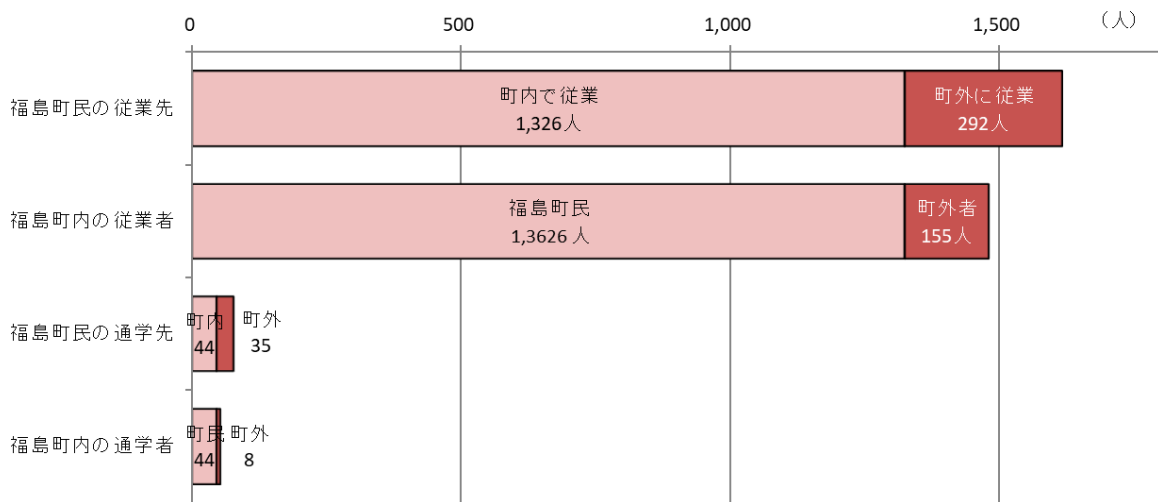 0 500 1,000 1,500 （人）
福島町民の従業先
町内で従業 町外に従業
1,326人 292人
福島町内の従業者
福島町民 町外者
1,3626 人 155人
福島町民の通学先
町内 町外
44 35
福島町内の通学者
町民 町外
44 8